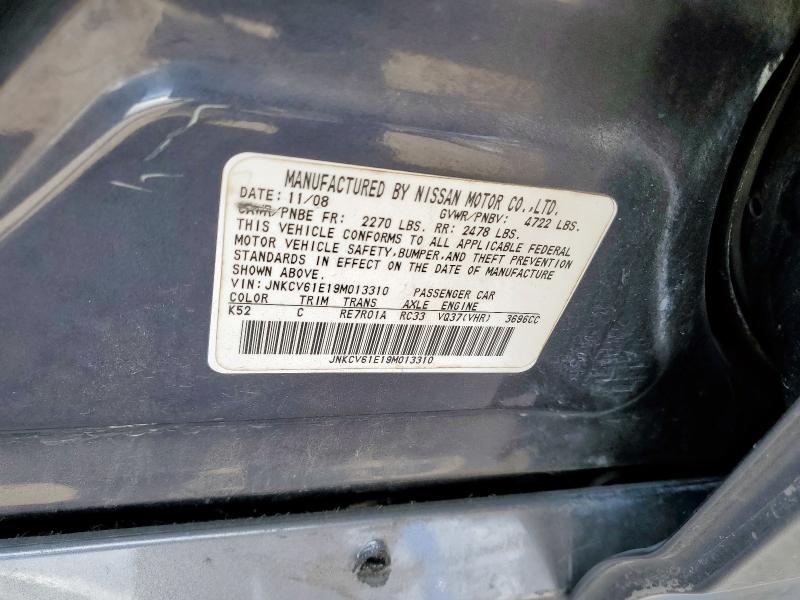 MANUFACTURED BY NISSAN MOTOR CO.,LTD.
DATE: 11/08 GVWR/PNBV: 4722 LBS.
GAWR/PNBE FR: 2270 LBS. RR: 2478 LBS.
THIS VEHICLE CONFORMS TO ALL APPLICABLE FEDERAL
MOTOR VEHICLE SAFETY,BUMPER,AND THEFT PREVENTION
STANDARDS IN EFFECT ON THE DATE OF MANUFACTURE
SHOWN ABOVE.
VIN: JNKCV61E19M013310 PASSENGER CAR
COLOR TRIM TRANS AXLE ENGINE
K52 C RE7R01A RC33 VQ37(VHR) 3696CC
JNKCV61E19M013310